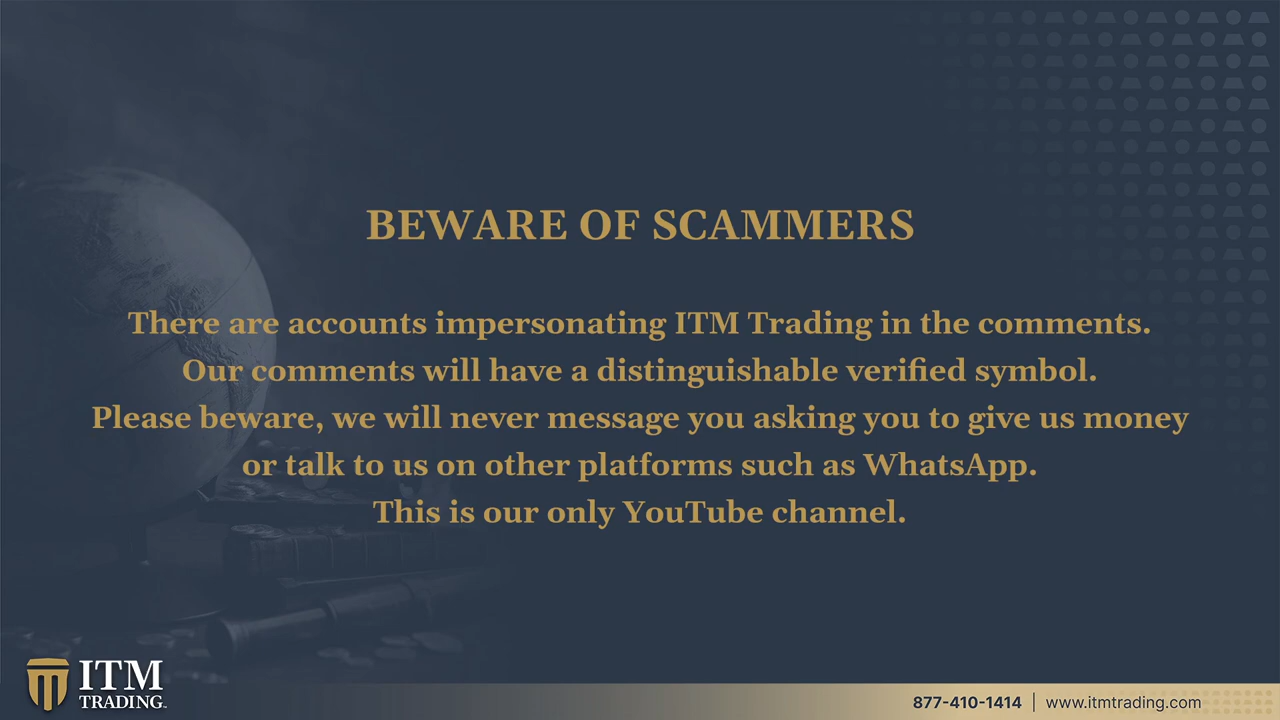 BEWARE OF SCAMMERS
There are accounts impersonating ITM Trading in the comments.
Our comments will have a distinguishable verified symbol.
Please beware, we will never message you asking you to give us money
or talk to us on other platforms such as WhatsApp.
This is our only YouTube channel.
ITM
TRADING
877-410-1414 | www.itmtrading.com